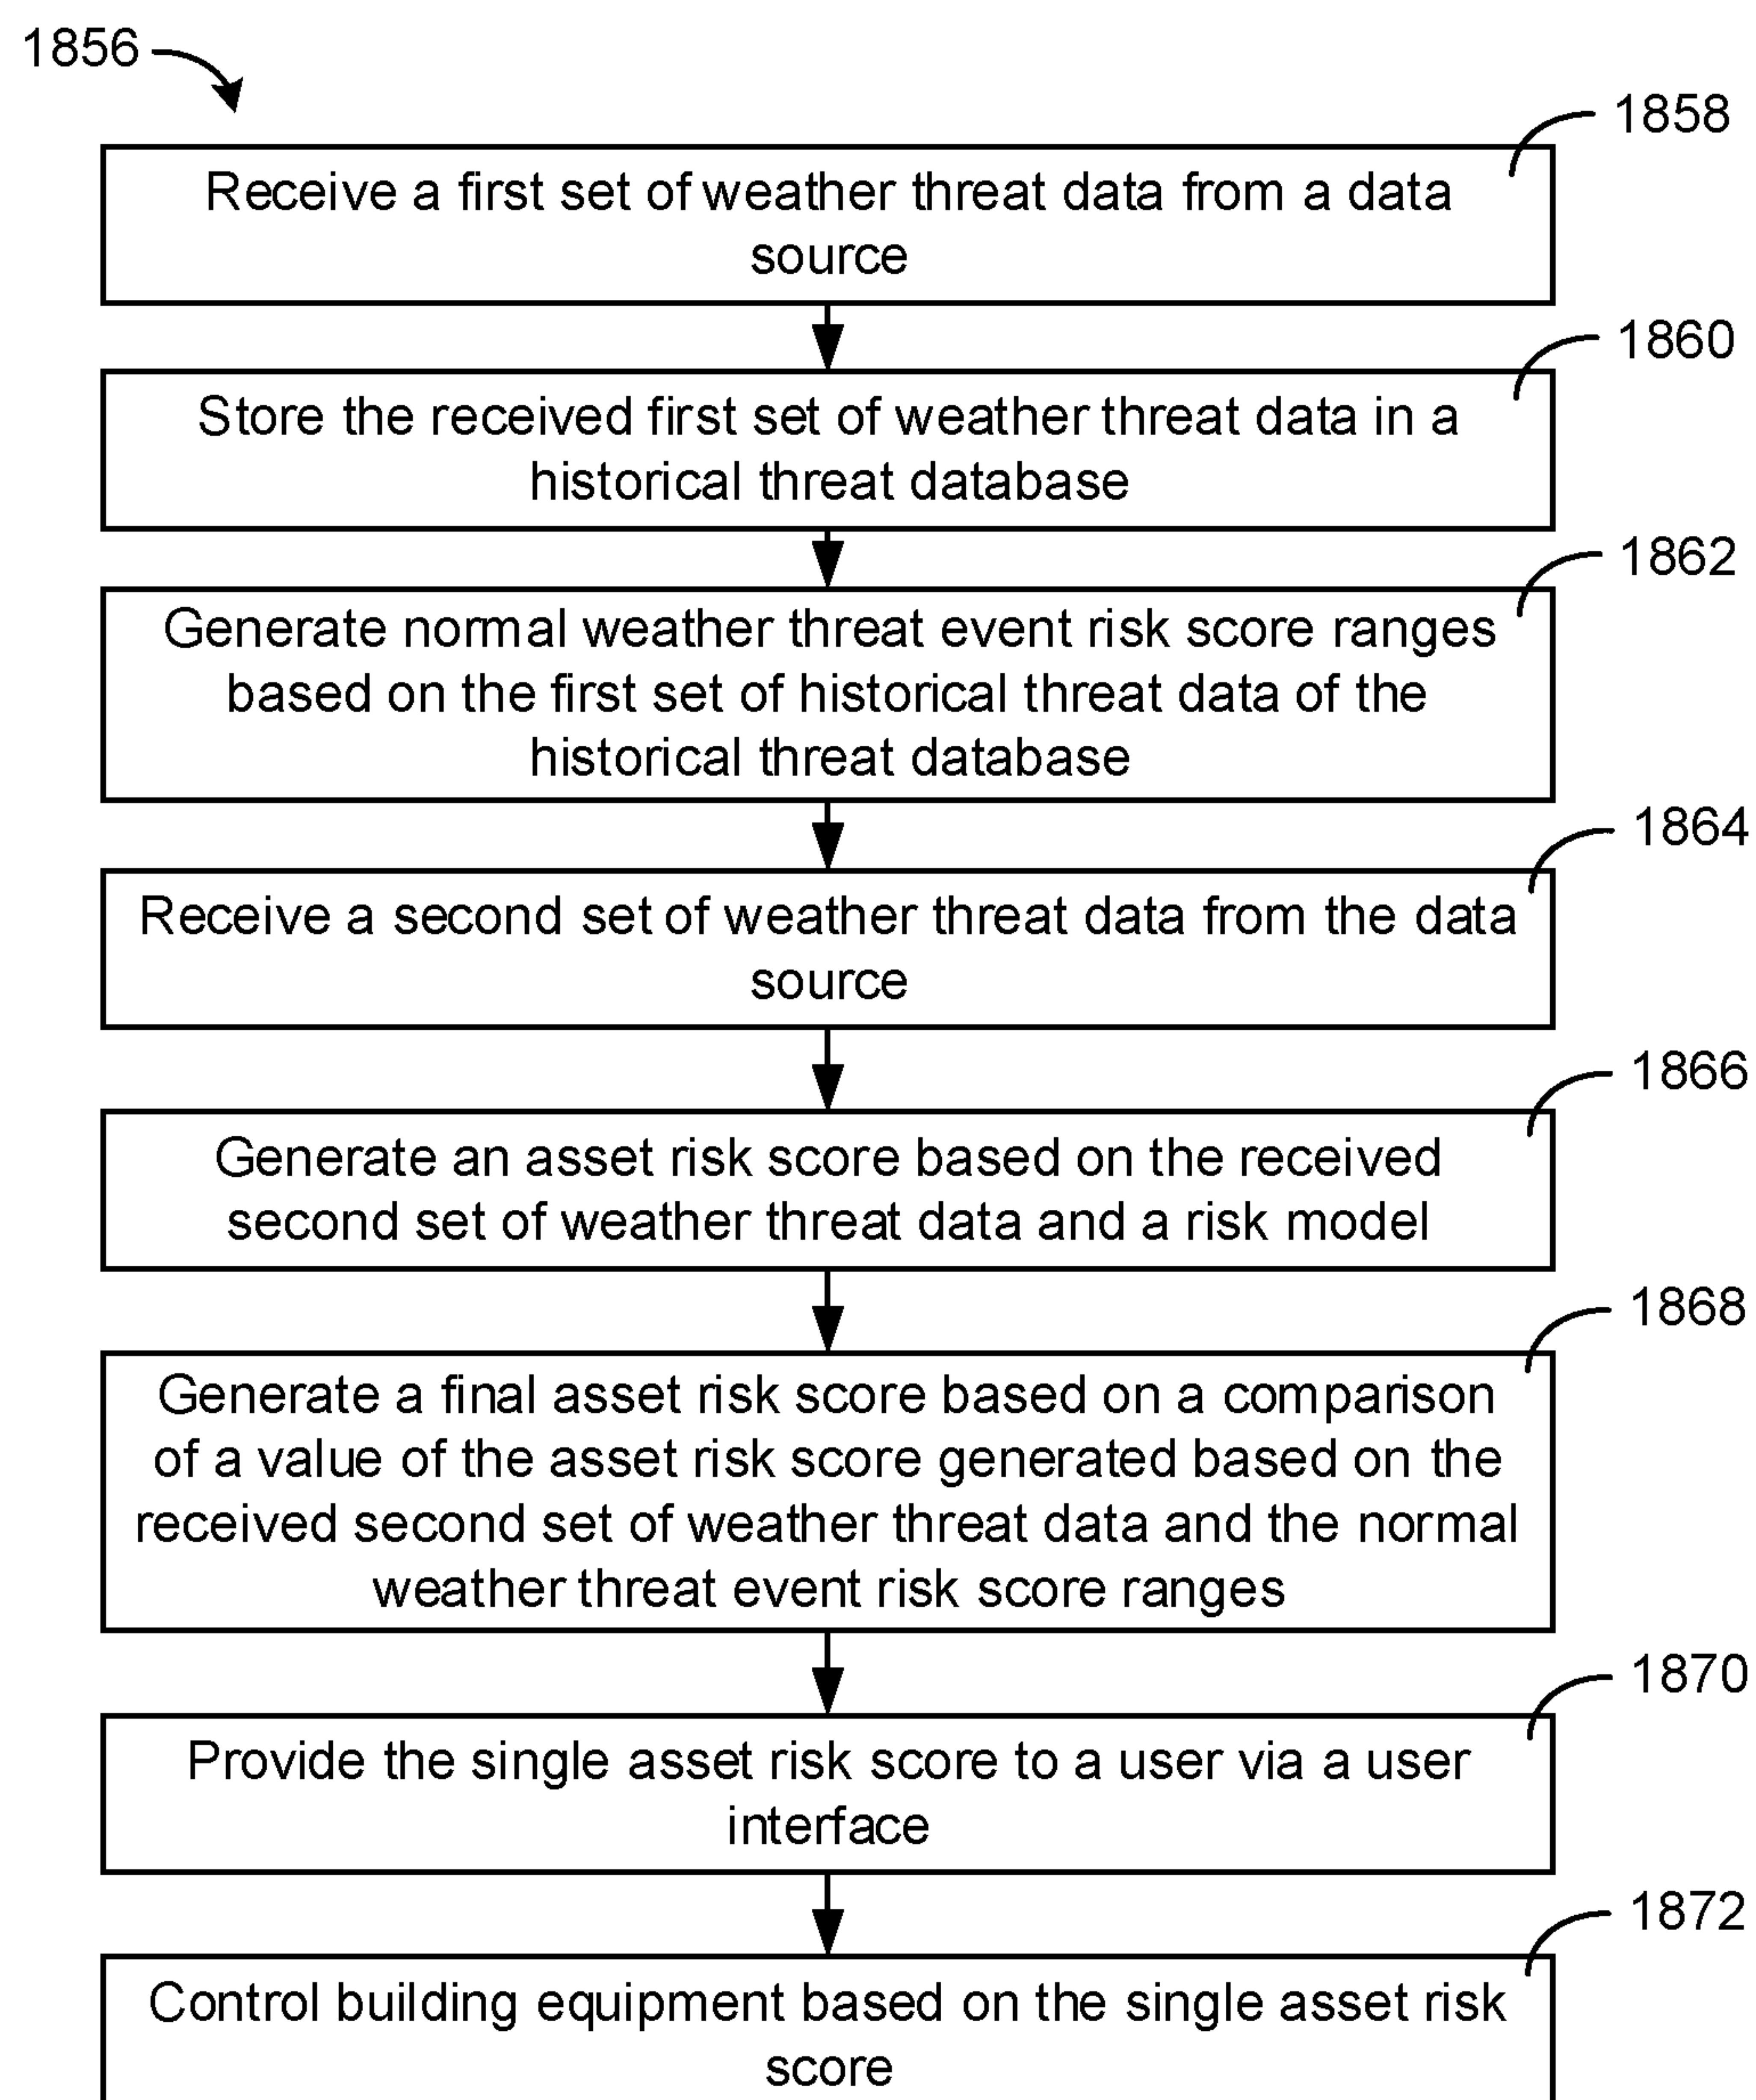 1856
1858
Receive a first set of weather threat data from a data
source
1860
Store the received first set of weather threat data in a
historical threat database
1862
Generate normal weather threat event risk score ranges
based on the first set of historical threat data of the
historical threat database
1864
Receive a second set of weather threat data from the data
source
1866
Generate an asset risk score based on the received
second set of weather threat data and a risk model
1868
Generate a final asset risk score based on a comparison
of a value of the asset risk score generated based on the
received second set of weather threat data and the normal
weather threat event risk score ranges
1870
Provide the single asset risk score to a user via a user
interface
1872
Control building equipment based on the single asset risk
score